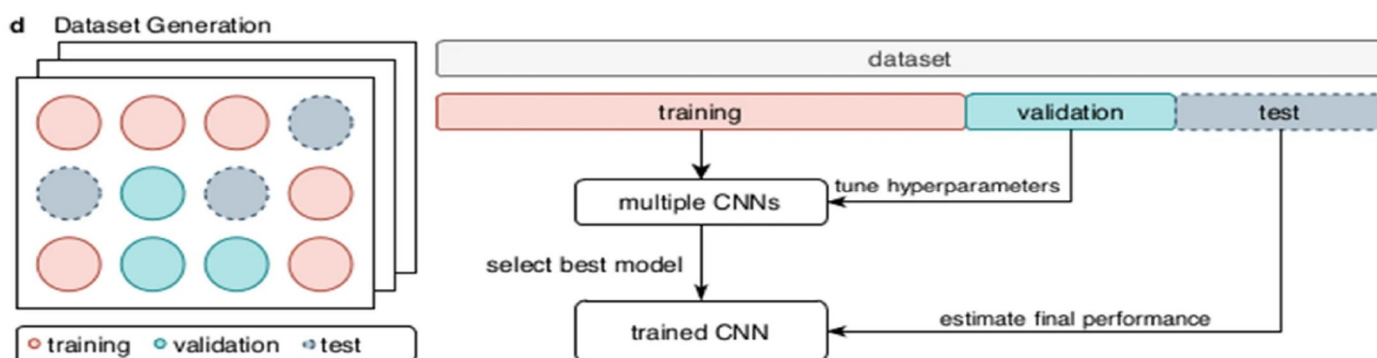 d Dataset Generation
dataset
training validation test
multiple CNNs
tune hyperparameters
select best model
trained CNN
estimate final performance
training validation test